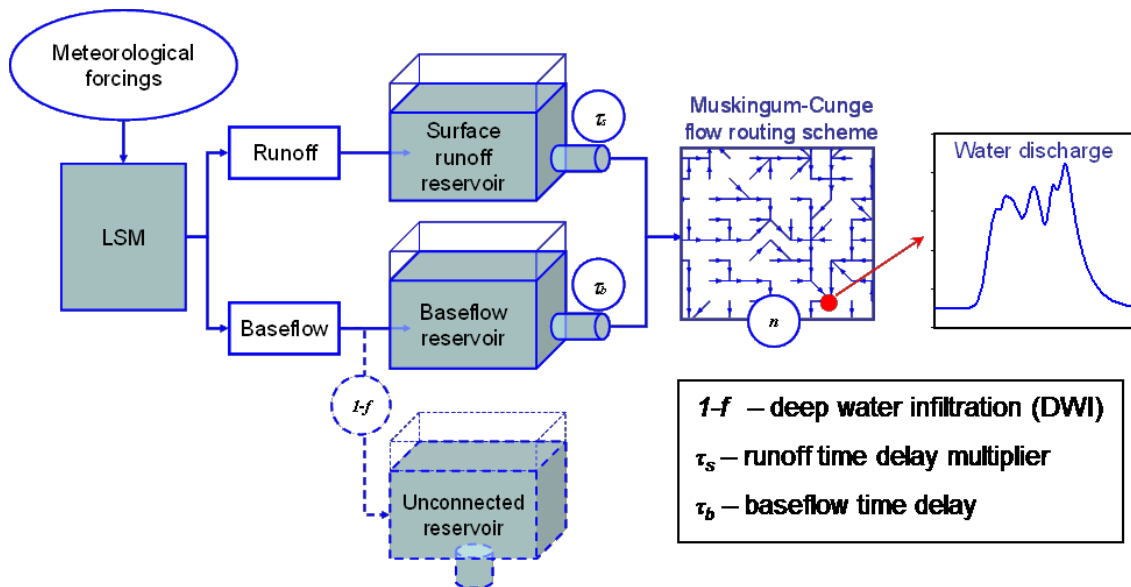 Meteorological
forcings
LSM
Runoff
Baseflow
Surface
runoff
reservoir
τs
Baseflow
reservoir
τb
1-f
Unconnected
reservoir
Muskingum-Cunge
flow routing scheme
n
Water discharge
1-f – deep water infiltration (DWI)
τs – runoff time delay multiplier
τb – baseflow time delay